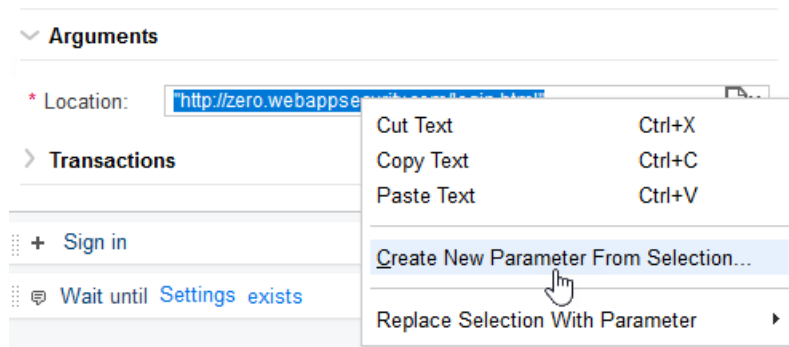 Arguments
* Location: "http://zero.webappsecurity.com/login.html"
Cut Text Ctrl+X
Copy Text Ctrl+C
Transactions
Paste Text Ctrl+V
+ Sign in
Create New Parameter From Selection...
Wait until Settings exists
Replace Selection With Parameter